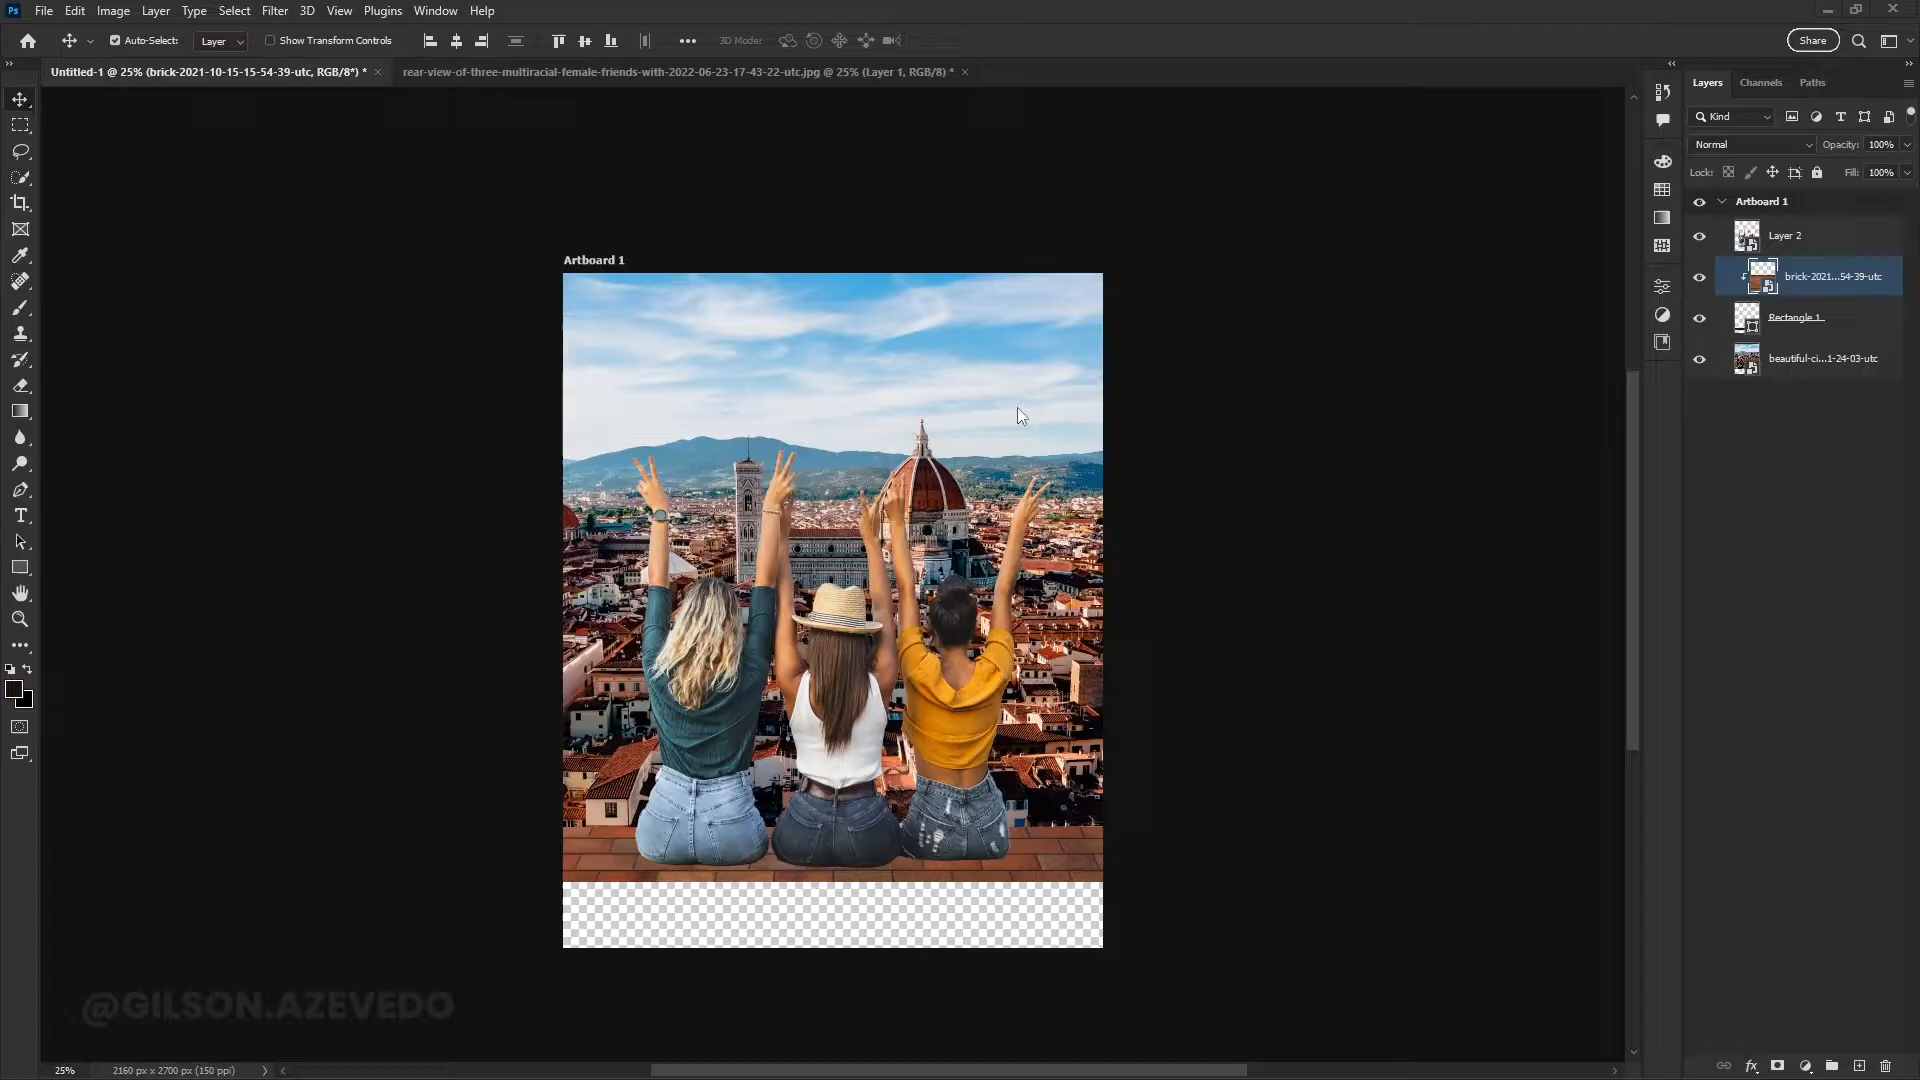 Ps File Edit Image Layer Type Select Filter 3D View Plugins Window Help
Auto-Select: Layer Show Transform Controls 3D Mode: Share
Untitled-1 @ 25% (brick-2021-10-15-15-54-39-utc, RGB/8*) * rear-view-of-three-multiracial-female-friends-with-2022-06-23-17-43-22-utc.jpg @ 25% (Layer 1, RGB/8) *
Layers Channels Paths
Kind
Normal Opacity: 100%
Lock: Fill: 100%
Artboard 1
Layer 2
brick-2021...54-39-utc
Rectangle 1
beautiful-ci...1-24-03-utc
Artboard 1
@GILSON.AZEVEDO
25% 2160 px x 2700 px (150 ppi)